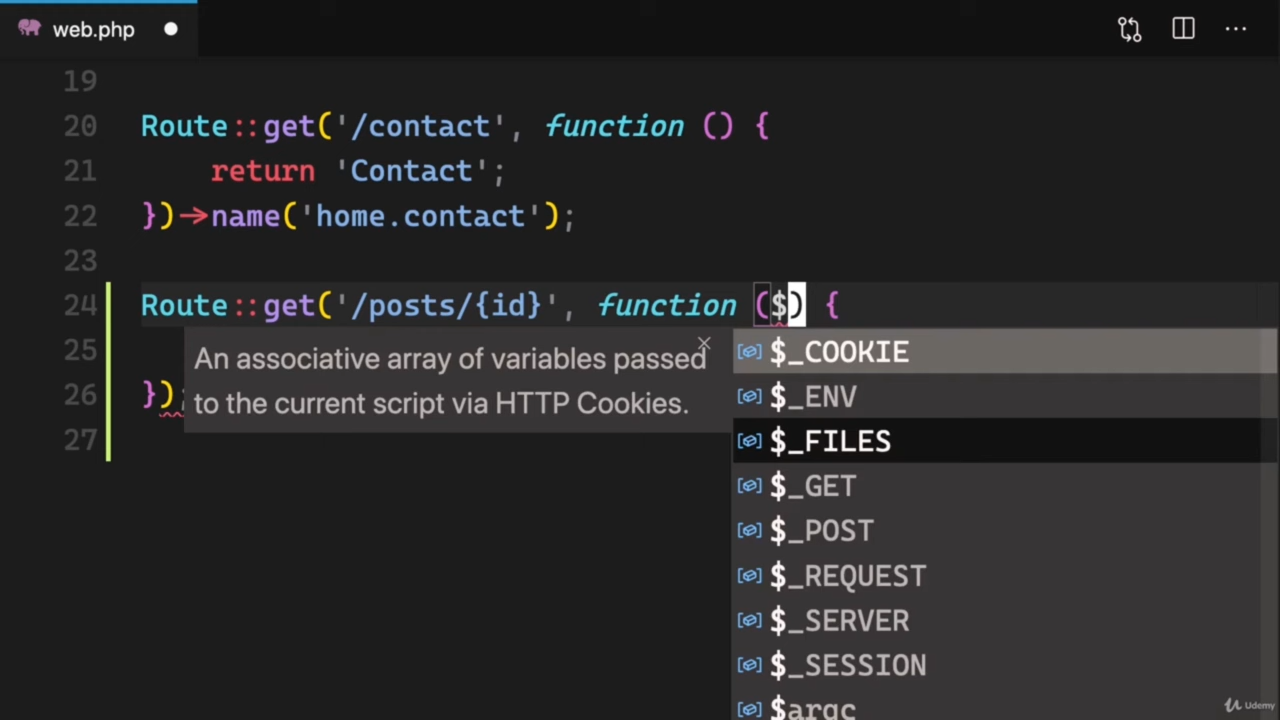 web.php
19
20 Route::get('/contact', function () {
21 return 'Contact';
22 })->name('home.contact');
23
24 Route::get('/posts/{id}', function ($) {
25
26 })
27
An associative array of variables passed
to the current script via HTTP Cookies.
$_COOKIE
$_ENV
$_FILES
$_GET
$_POST
$_REQUEST
$_SERVER
$_SESSION
$argc
Udemy